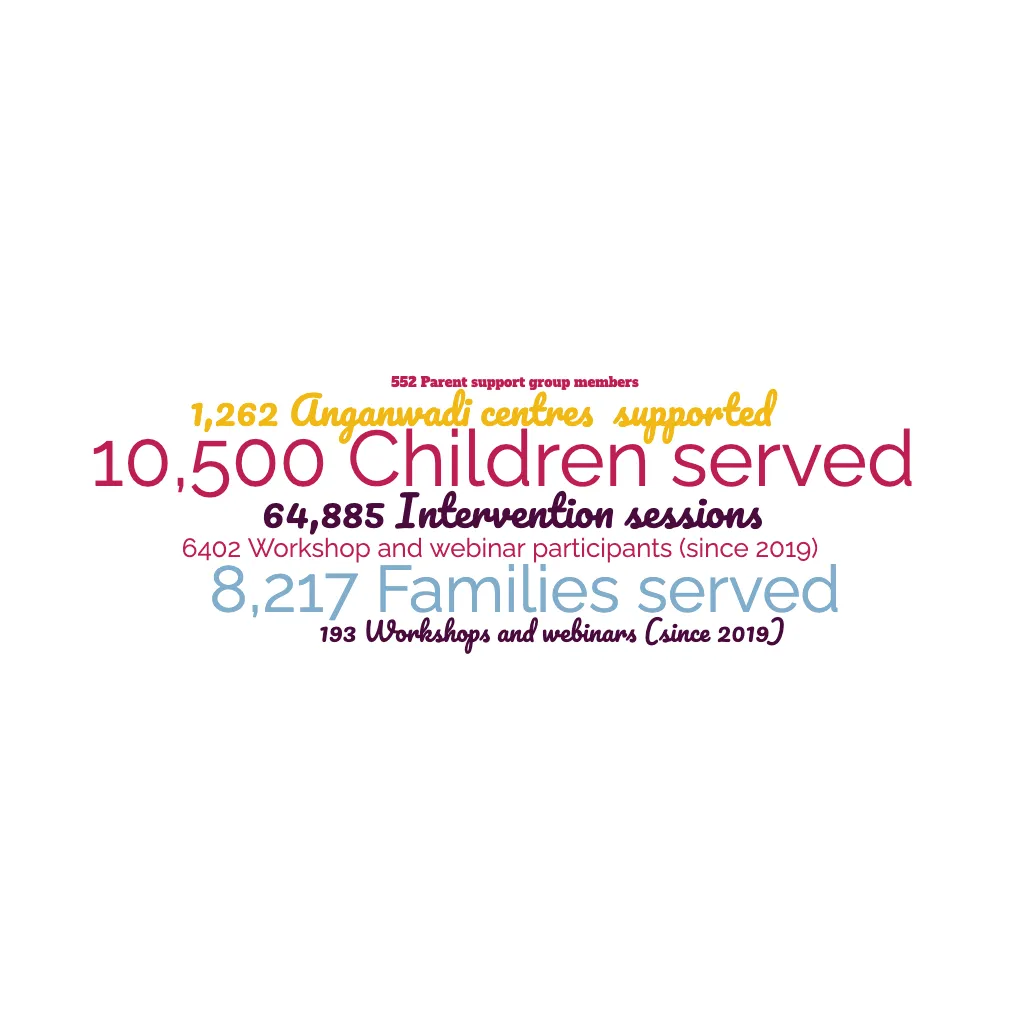 552 Parent support group members
1,262 Anganwadi centres supported
10,500 Children served
64,885 Intervention sessions
6402 Workshop and webinar participants (since 2019)
8,217 Families served
193 Workshops and webinars (since 2019)